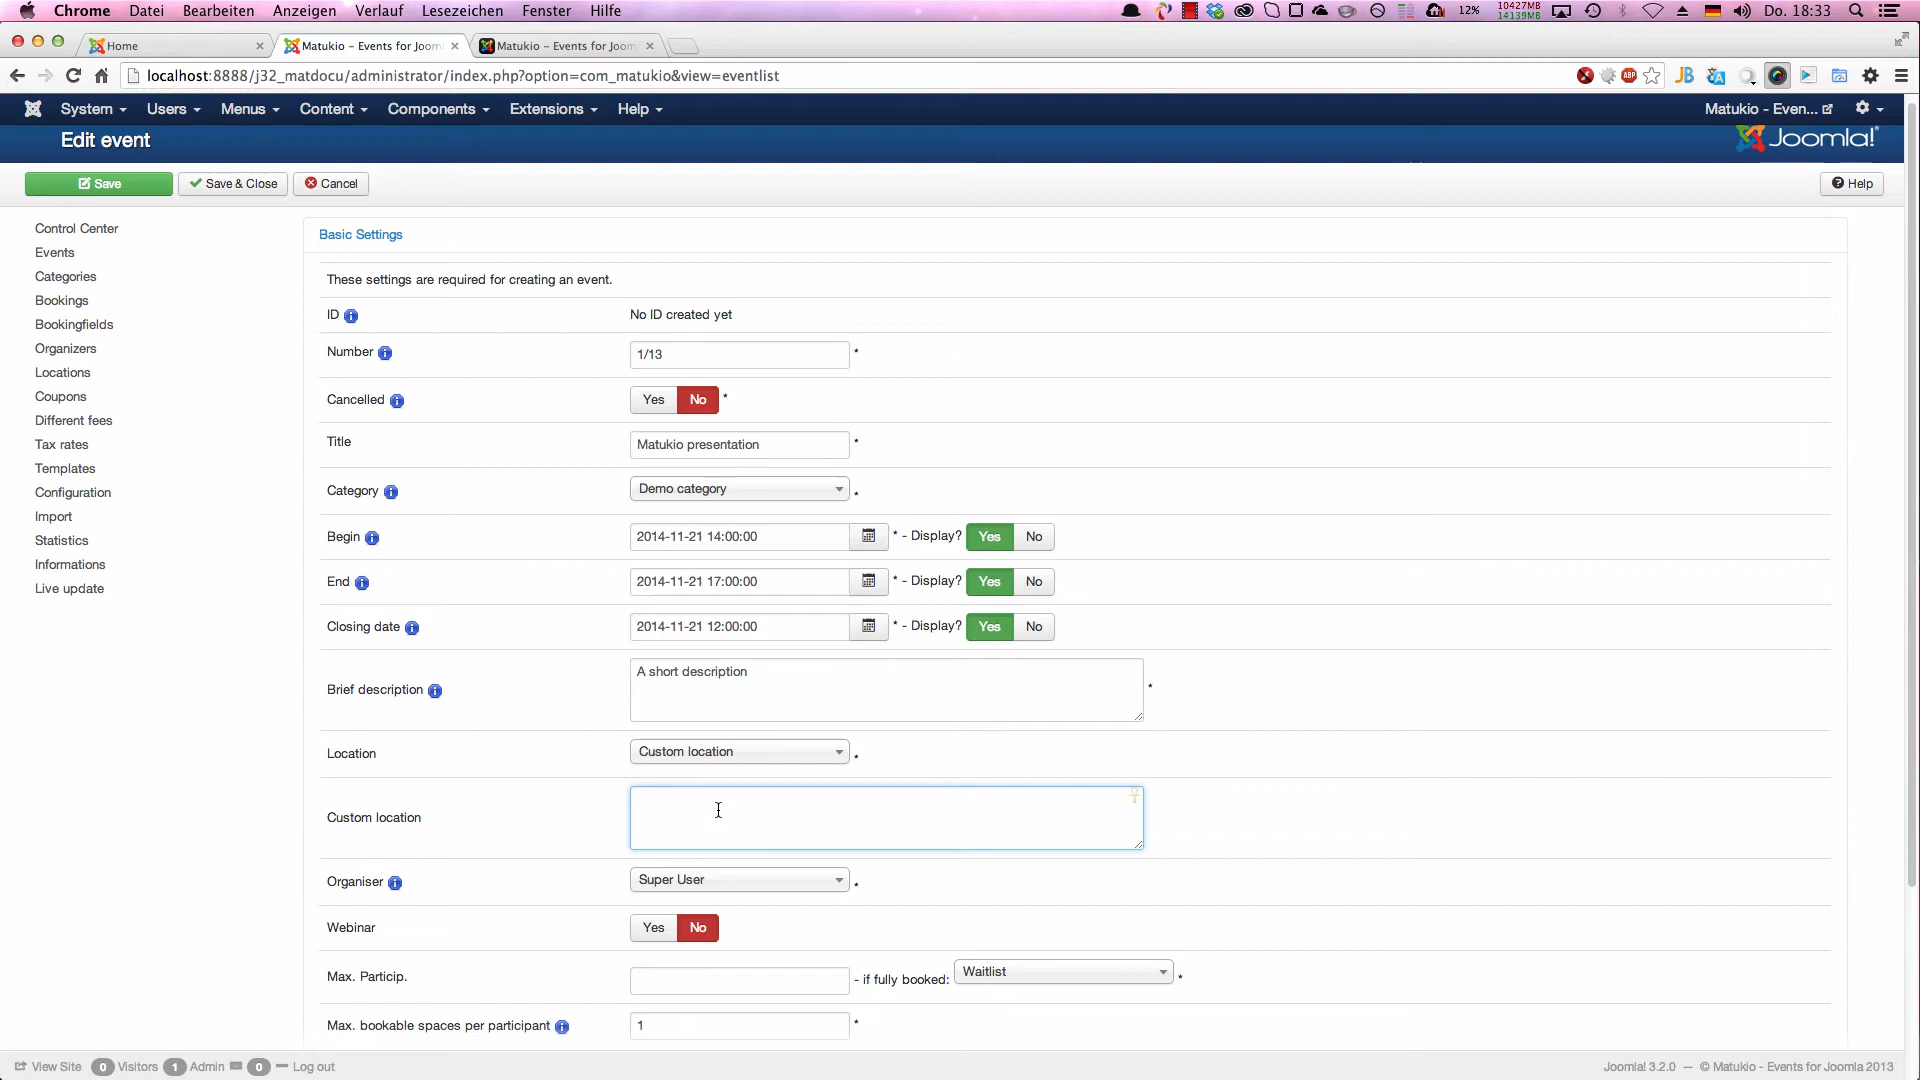 Chrome Datei Bearbeiten Anzeigen Verlauf Lesezeichen Fenster Hilfe 12% 10427MB 14139MB Do. 18:33
Home Matukio – Events for Joom Matukio – Events for Joom
localhost:8888/j32_matdocu/administrator/index.php?option=com_matukio&view=eventlist ABP JB
System Users Menus Content Components Extensions Help Matukio - Even...
Edit event Joomla!
Save Save & Close Cancel Help
Control Center
Events
Categories
Bookings
Bookingfields
Organizers
Locations
Coupons
Different fees
Tax rates
Templates
Configuration
Import
Statistics
Informations
Live update
Basic Settings
These settings are required for creating an event.
ID No ID created yet
Number 1/13 *
Cancelled Yes No *
Title Matukio presentation *
Category Demo category *
Begin 2014-11-21 14:00:00 * - Display? Yes No
End 2014-11-21 17:00:00 * - Display? Yes No
Closing date 2014-11-21 12:00:00 * - Display? Yes No
Brief description A short description *
Location Custom location *
Custom location
Organiser Super User *
Webinar Yes No
Max. Particip. - if fully booked: Waitlist *
Max. bookable spaces per participant 1 *
View Site 0 Visitors 1 Admin 0 Log out Joomla! 3.2.0 — © Matukio - Events for Joomla 2013